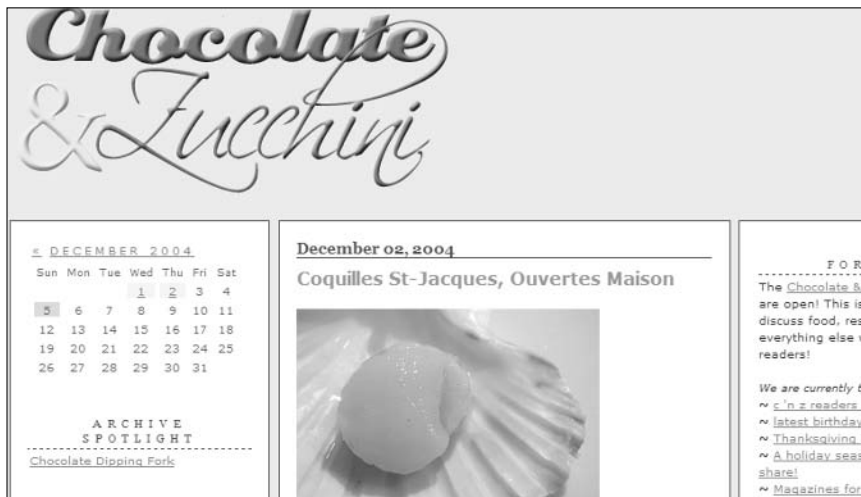 Chocolate
& Zucchini
« DECEMBER 2004
Sun Mon Tue Wed Thu Fri Sat
1 2 3 4
5 6 7 8 9 10 11
12 13 14 15 16 17 18
19 20 21 22 23 24 25
26 27 28 29 30 31
ARCHIVE
SPOTLIGHT
Chocolate Dipping Fork
December 02, 2004
Coquilles St-Jacques, Ouvertes Maison
FOR
The Chocolate &
are open! This is
discuss food, res
everything else w
readers!
We are currently t
~ c 'n z readers
~ latest birthday
~ Thanksgiving
~ A holiday seas
share!
~ Magazines for